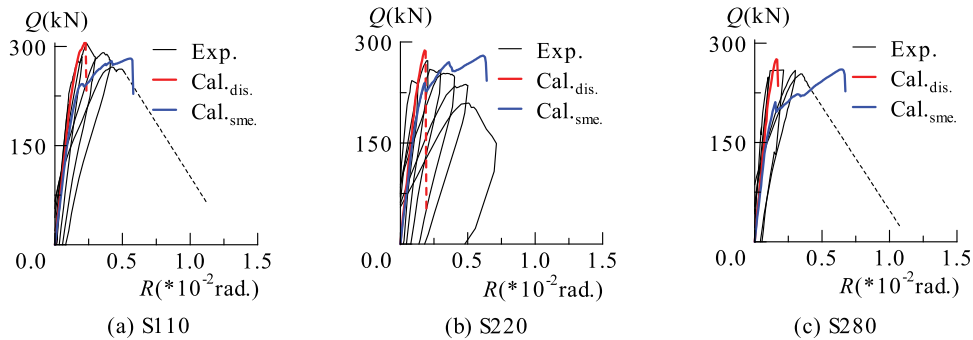 Q(kN)
300
150
0.0 0.5 1.0 1.5
R(*10⁻²rad.)
Exp.
Cal.dis.
Cal.sme.
(a) S110
Q(kN)
300
150
0.0 0.5 1.0 1.5
R(*10⁻²rad.)
Exp.
Cal.dis.
Cal.sme.
(b) S220
Q(kN)
300
150
0.0 0.5 1.0 1.5
R(*10⁻²rad.)
Exp.
Cal.dis.
Cal.sme.
(c) S280